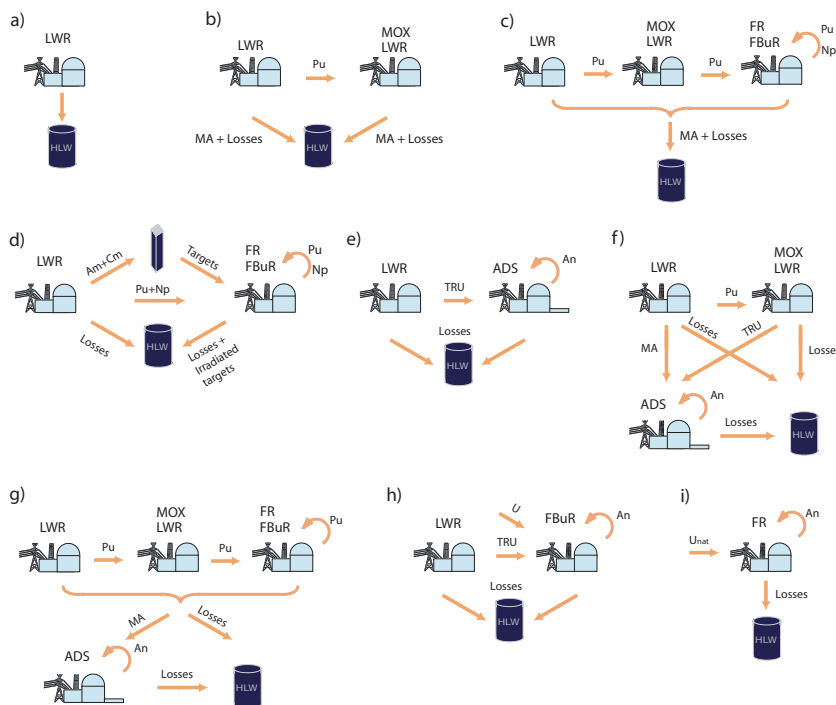 a)
LWR
HLW
b)
LWR
Pu
MOX
LWR
MA + Losses
HLW
MA + Losses
c)
LWR
Pu
MOX
LWR
Pu
FR
FBuR
Pu
Np
MA + Losses
HLW
d)
LWR
Am+Cm
Targets
Pu+Np
FR
FBuR
Pu
Np
Losses
HLW
Losses +
Irradiated
targets
e)
LWR
TRU
ADS
An
Losses
HLW
f)
LWR
Pu
MOX
LWR
Losses
TRU
MA
Losse
ADS
An
Losses
HLW
g)
LWR
Pu
MOX
LWR
Pu
FR
FBuR
Pu
MA
Losses
ADS
An
Losses
HLW
h)
LWR
U
TRU
FBuR
An
Losses
HLW
i)
Unat
FR
An
Losses
HLW